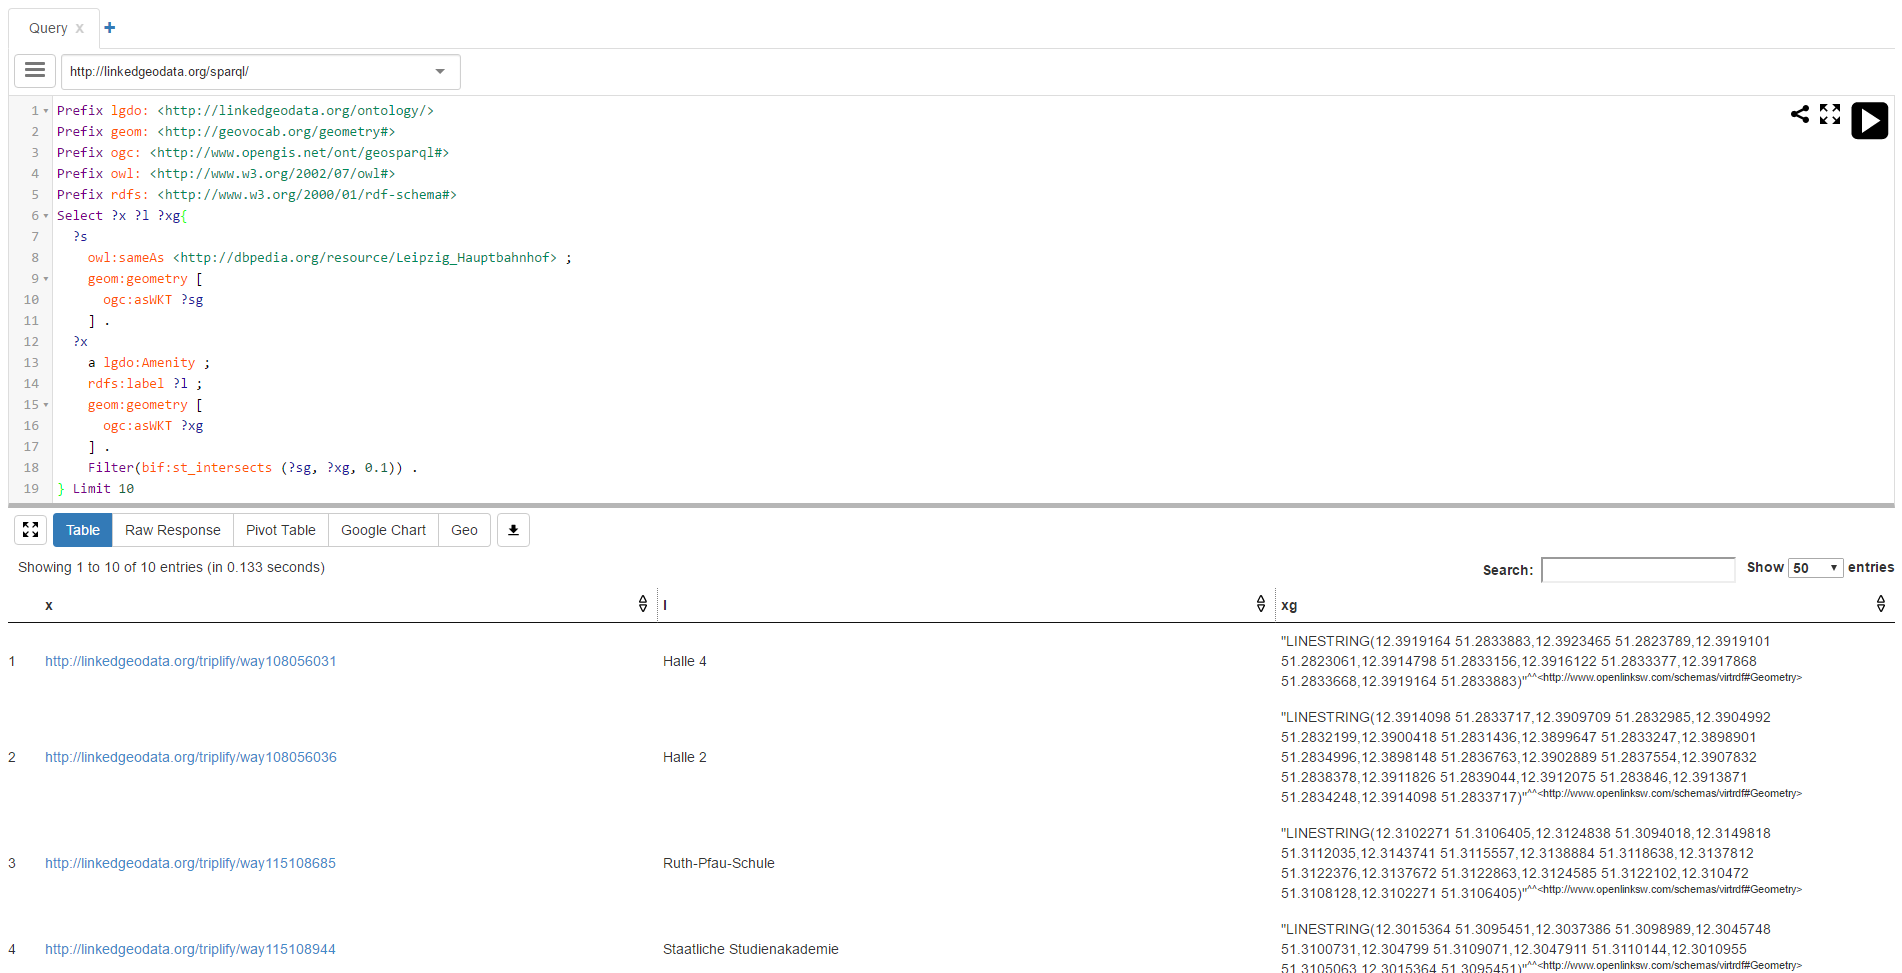 Query x +
http://linkedgeodata.org/sparql/
1 Prefix lgdo: <http://linkedgeodata.org/ontology/>
2 Prefix geom: <http://geovocab.org/geometry#>
3 Prefix ogc: <http://www.opengis.net/ont/geosparql#>
4 Prefix owl: <http://www.w3.org/2002/07/owl#>
5 Prefix rdfs: <http://www.w3.org/2000/01/rdf-schema#>
6 Select ?x ?l ?xg{
7 ?s
8 owl:sameAs <http://dbpedia.org/resource/Leipzig_Hauptbahnhof> ;
9 geom:geometry [
10 ogc:asWKT ?sg
11 ] .
12 ?x
13 a lgdo:Amenity ;
14 rdfs:label ?l ;
15 geom:geometry [
16 ogc:asWKT ?xg
17 ] .
18 Filter(bif:st_intersects (?sg, ?xg, 0.1)) .
19 } Limit 10
Table Raw Response Pivot Table Google Chart Geo
Showing 1 to 10 of 10 entries (in 0.133 seconds) Search: Show 50 entries
x l xg
1 http://linkedgeodata.org/triplify/way108056031 Halle 4
"LINESTRING(12.3919164 51.2833883,12.3923465 51.2823789,12.3919101
51.2823061,12.3914798 51.2833156,12.3916122 51.2833377,12.3917868
51.2833668,12.3919164 51.2833883)"^^<http://www.openlinksw.com/schemas/virtrdf#Geometry>
2 http://linkedgeodata.org/triplify/way108056036 Halle 2
"LINESTRING(12.3914098 51.2833717,12.3909709 51.2832985,12.3904992
51.2832199,12.3900418 51.2831436,12.3899647 51.2833247,12.3898901
51.2834996,12.3898148 51.2836763,12.3902889 51.2837554,12.3907832
51.2838378,12.3911826 51.2839044,12.3912075 51.283846,12.3913871
51.2834248,12.3914098 51.2833717)"^^<http://www.openlinksw.com/schemas/virtrdf#Geometry>
3 http://linkedgeodata.org/triplify/way115108685 Ruth-Pfau-Schule
"LINESTRING(12.3102271 51.3106405,12.3124838 51.3094018,12.3149818
51.3112035,12.3143741 51.3115557,12.3138884 51.3118638,12.3137812
51.3122376,12.3137672 51.3122863,12.3124585 51.3122102,12.310472
51.3108128,12.3102271 51.3106405)"^^<http://www.openlinksw.com/schemas/virtrdf#Geometry>
4 http://linkedgeodata.org/triplify/way115108944 Staatliche Studienakademie
"LINESTRING(12.3015364 51.3095451,12.3037386 51.3098989,12.3045748
51.3100731,12.304799 51.3109071,12.3047911 51.3110144,12.3010955
51.3105063,12.3015364 51.3095451)"^^<http://www.openlinksw.com/schemas/virtrdf#Geometry>